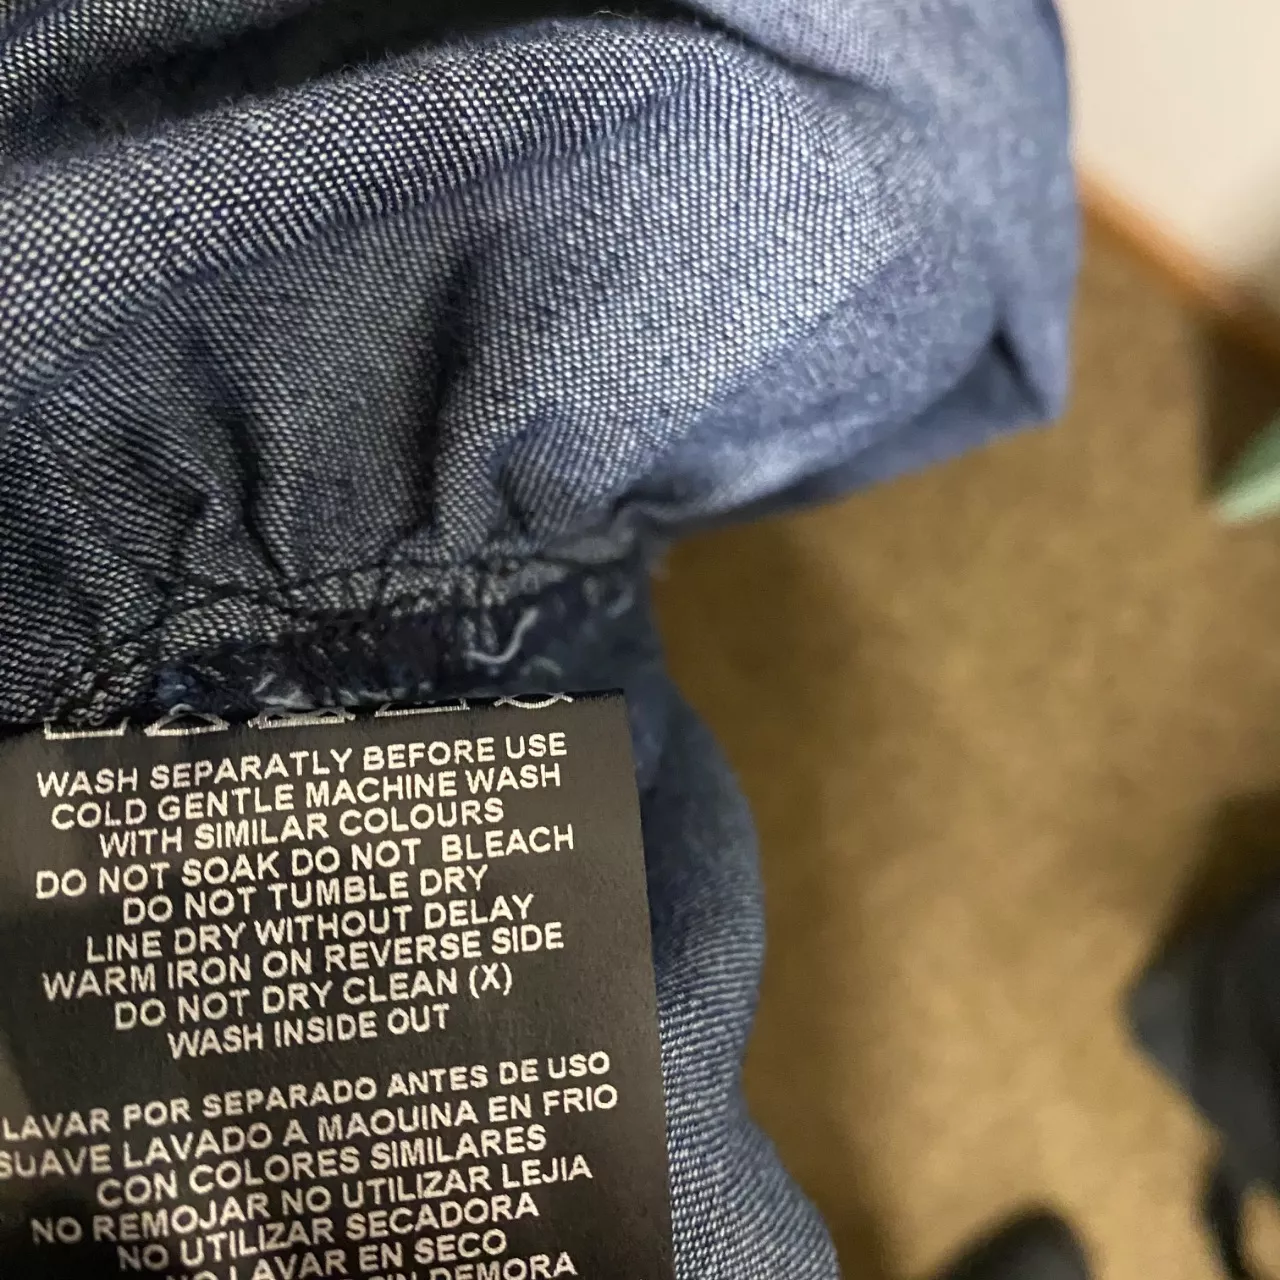 WASH SEPARATLY BEFORE USE
COLD GENTLE MACHINE WASH
WITH SIMILAR COLOURS
DO NOT SOAK DO NOT BLEACH
DO NOT TUMBLE DRY
LINE DRY WITHOUT DELAY
WARM IRON ON REVERSE SIDE
DO NOT DRY CLEAN (X)
WASH INSIDE OUT
LAVAR POR SEPARADO ANTES DE USO
SUAVE LAVADO A MAQUINA EN FRIO
CON COLORES SIMILARES
NO REMOJAR NO UTILIZAR LEJIA
NO UTILIZAR SECADORA
NO LAVAR EN SECO
SIN DEMORA